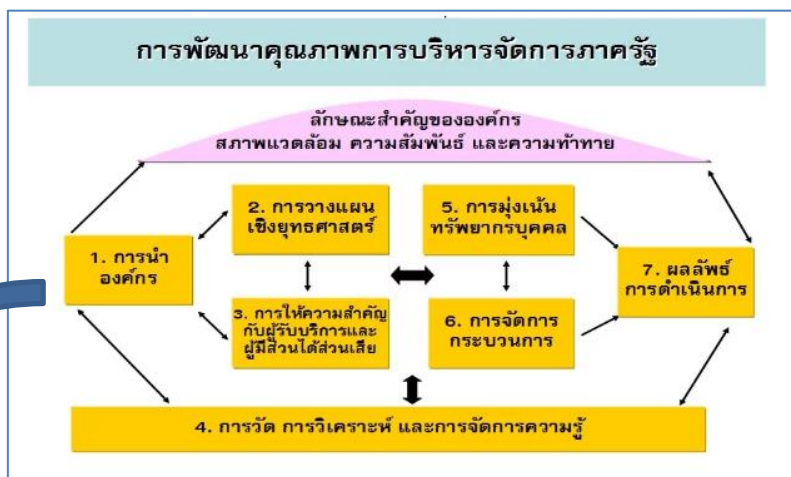 การพัฒนาคุณภาพการบริหารจัดการภาครัฐ
ลักษณะสำคัญขององค์กร
สภาพแวดล้อม ความสัมพันธ์ และความท้าทาย
2. การวางแผน
เชิงยุทธศาสตร์
5. การมุ่งเน้น
ทรัพยากรบุคคล
1. การนำ
องค์กร
7. ผลลัพธ์
การดำเนินการ
3. การให้ความสำคัญ
กับผู้รับบริการและ
ผู้มีส่วนได้ส่วนเสีย
6. การจัดการ
กระบวนการ
4. การวัด การวิเคราะห์ และการจัดการความรู้